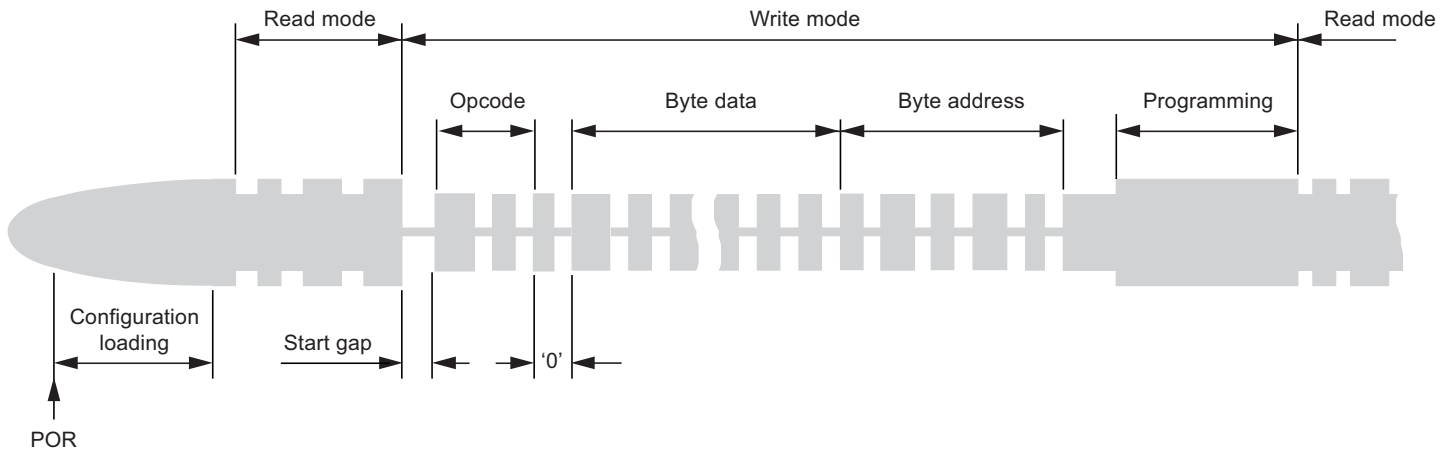 Read mode
Write mode
Read mode
Opcode
Byte data
Byte address
Programming
Configuration
loading
Start gap
‘0’
POR